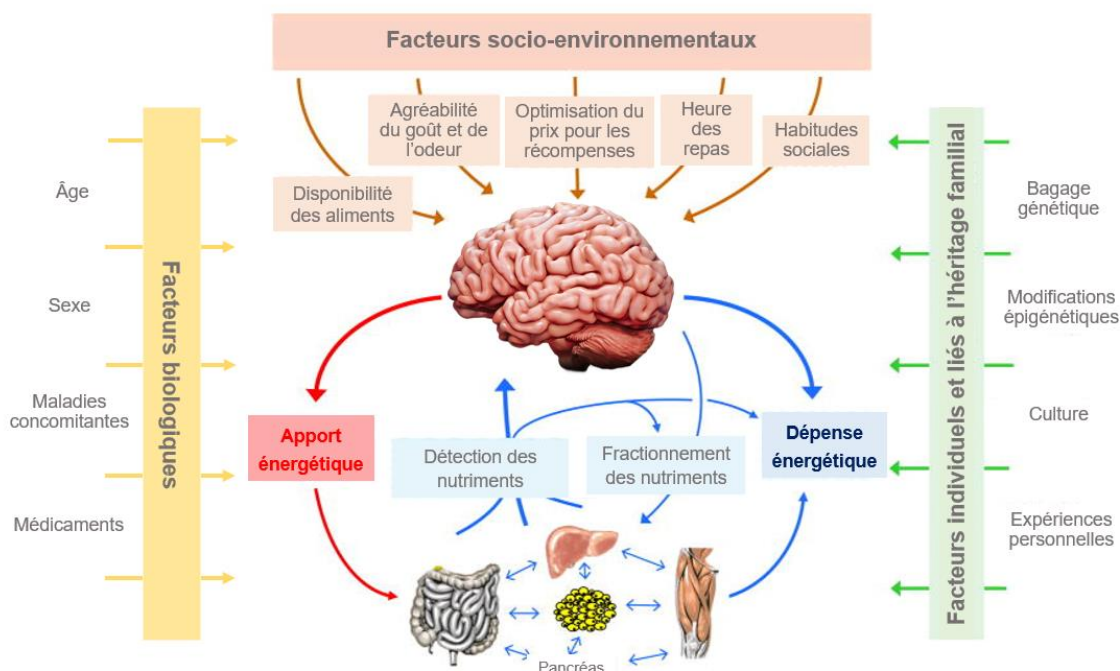 Facteurs socio-environnementaux
Agréabilité
du goût et de
l'odeur
Optimisation du
prix pour les
récompenses
Heure
des
repas
Habitudes
sociales
Disponibilité
des aliments
Facteurs biologiques
Âge
Sexe
Maladies
concomitantes
Médicaments
Apport
énergétique
Détection des
nutriments
Fractionnement
des nutriments
Dépense
énergétique
Pancréas
Facteurs individuels et liés à l'héritage familial
Bagage
génétique
Modifications
épigénétiques
Culture
Expériences
personnelles